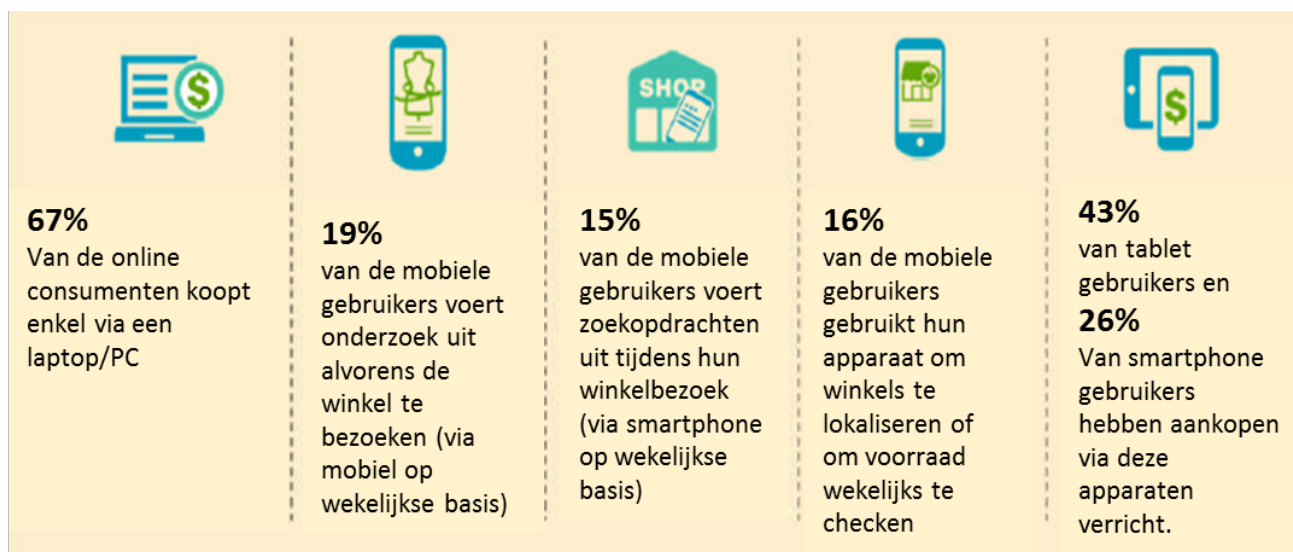 SHOP
67%
Van de online
consumenten koopt
enkel via een
laptop/PC
19%
van de mobiele
gebruikers voert
onderzoek uit
alvorens de
winkel te
bezoeken (via
mobiel op
wekelijkse basis)
15%
van de mobiele
gebruikers voert
zoekopdrachten
uit tijdens hun
winkelbezoek
(via smartphone
op wekelijkse
basis)
16%
van de mobiele
gebruikers
gebruikt hun
apparaat om
winkels te
lokaliseren of
om voorraad
wekelijks te
checken
43%
van tablet
gebruikers en
26%
Van smartphone
gebruikers
hebben aankopen
via deze
apparaten
verricht.